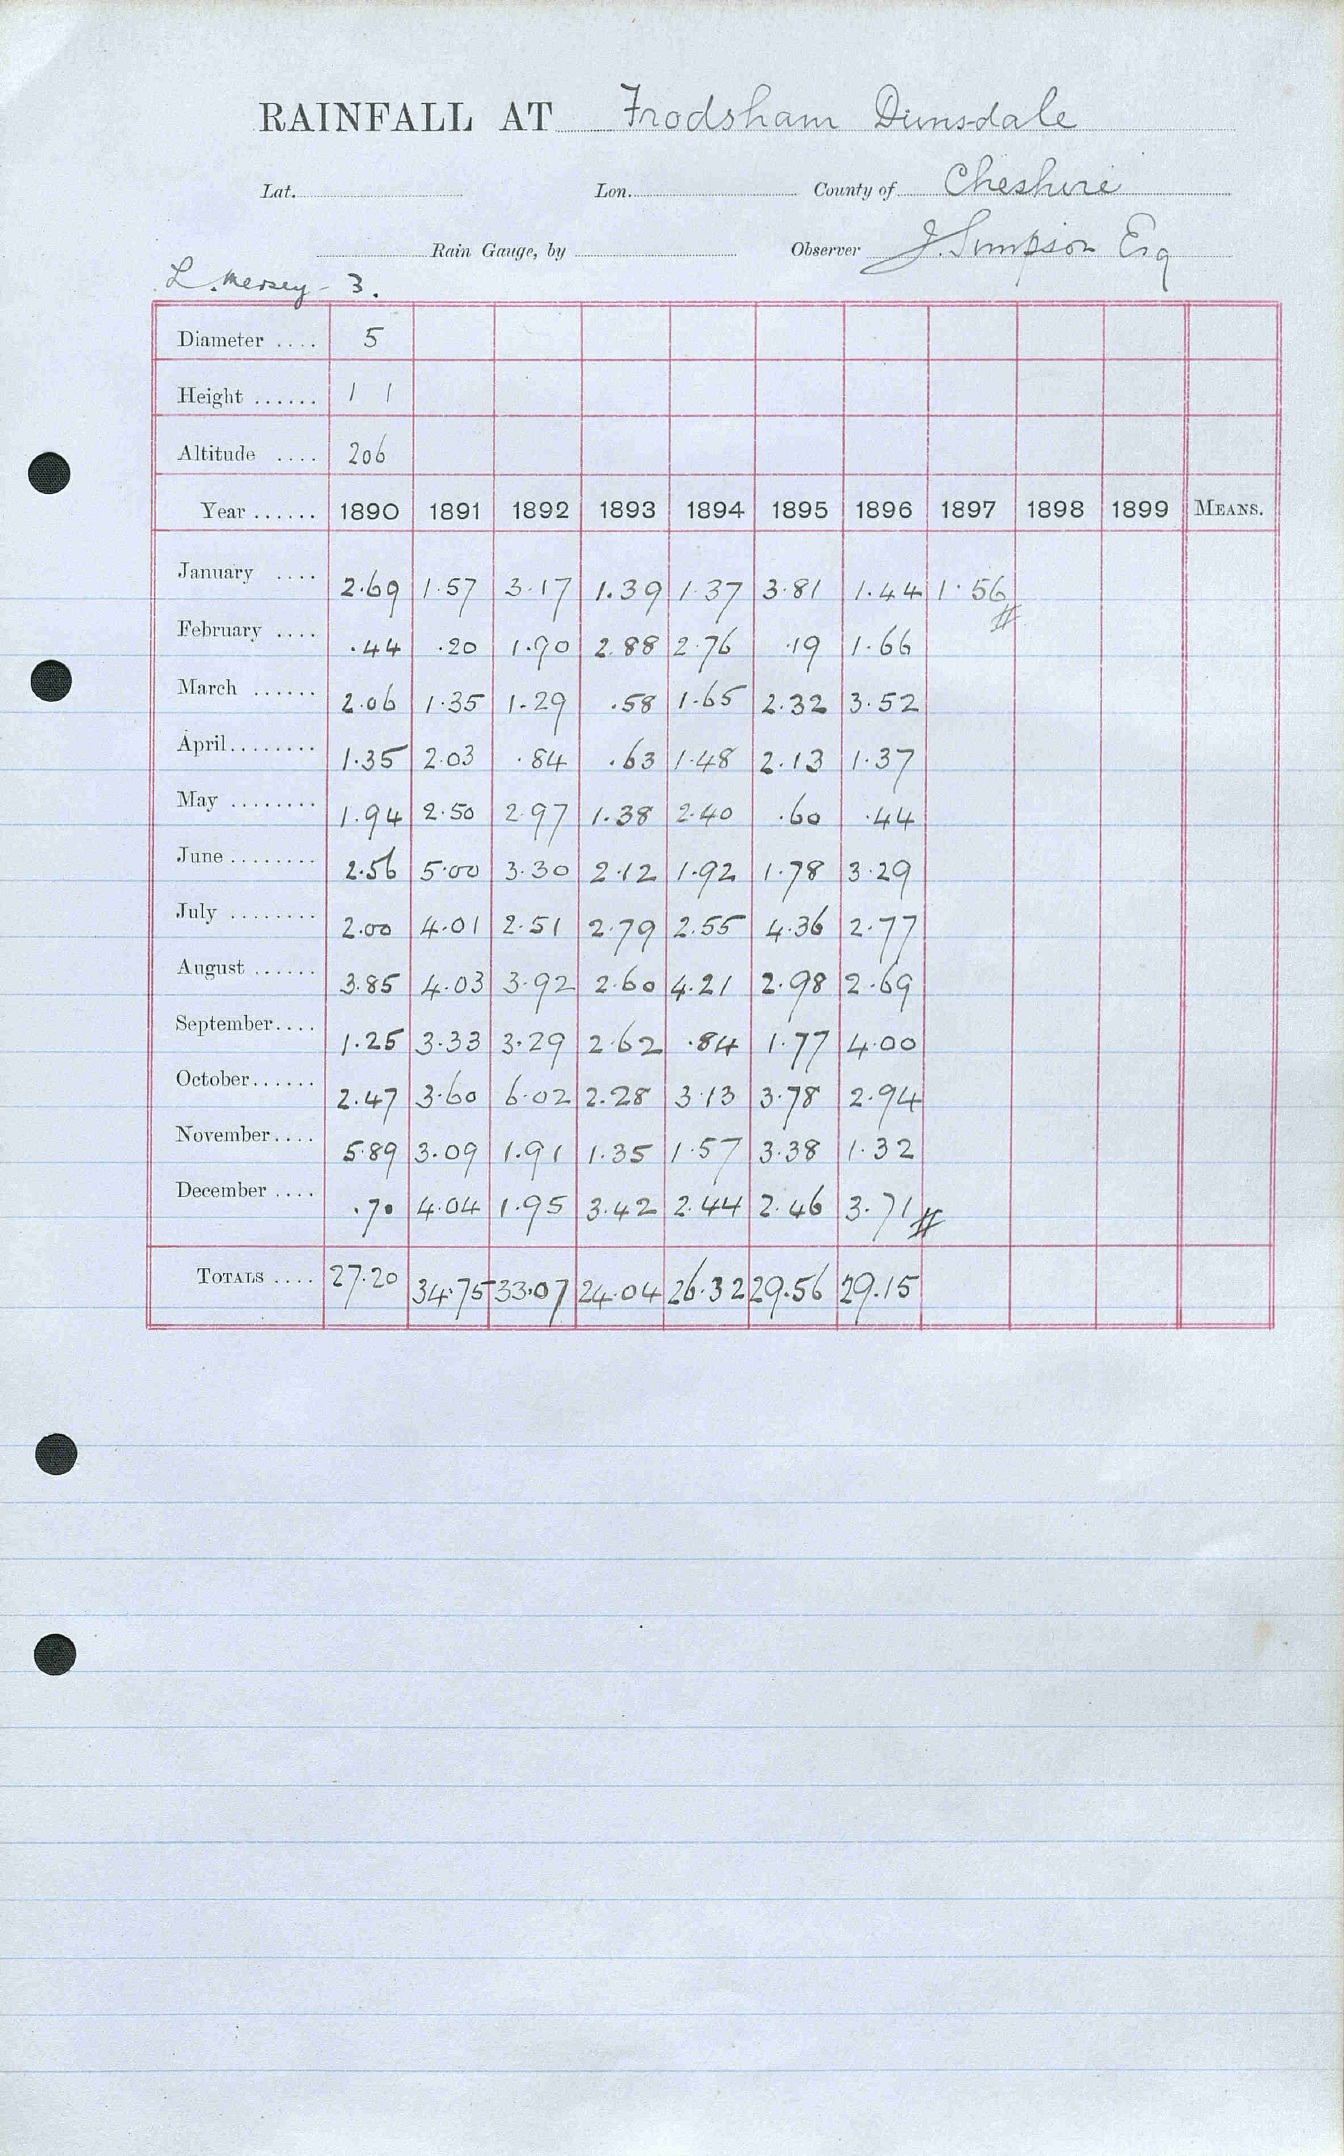 RAINFALL AT Frodsham Dunsdale
Lat. Lon. County of Cheshire
Rain Gauge, by Observer J. Simpson Esq
L. Mersey - 3.
Diameter .... 5
Height ...... 1 1
Altitude .... 206
Year ...... 1890 1891 1892 1893 1894 1895 1896 1897 1898 1899 MEANS.
January .... 2.69 1.57 3.17 1.39 1.37 3.81 1.44 1.56
February .... .44 .20 1.90 2.88 2.76 .19 1.66
March ...... 2.06 1.35 1.29 .58 1.65 2.32 3.52
April........ 1.35 2.03 .84 .63 1.48 2.13 1.37
May ........ 1.94 2.50 2.97 1.38 2.40 .60 .44
June ........ 2.56 5.00 3.30 2.12 1.92 1.78 3.29
July ........ 2.00 4.01 2.51 2.79 2.55 4.36 2.77
August ...... 3.85 4.03 3.92 2.60 4.21 2.98 2.69
September.... 1.25 3.33 3.29 2.62 .84 1.77 4.00
October...... 2.47 3.60 6.02 2.28 3.13 3.78 2.94
November.... 5.89 3.09 1.91 1.35 1.57 3.38 1.32
December .... .70 4.04 1.95 3.42 2.44 2.46 3.71
TOTALS .... 27.20 34.75 33.07 24.04 26.32 29.56 29.15